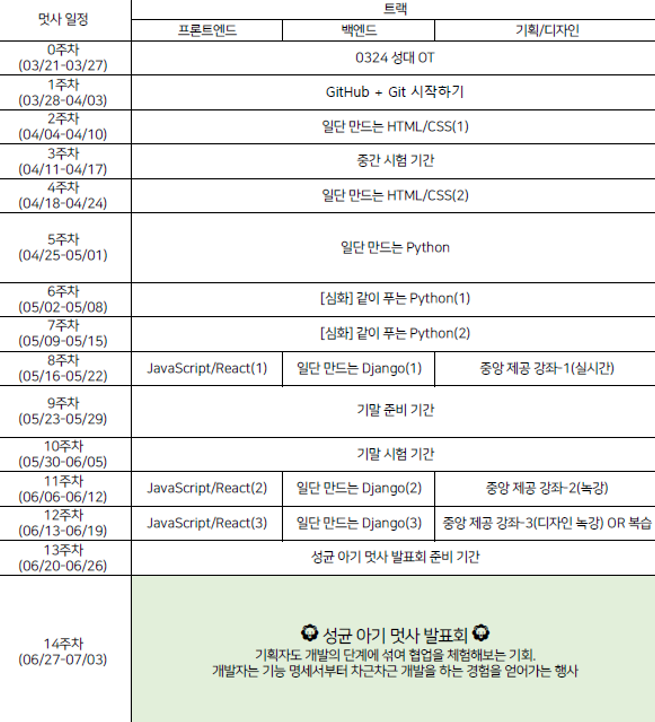 멋사 일정
트랙
프론트엔드
백엔드
기획/디자인
0주차
(03/21-03/27)
0324 성대 OT
1주차
(03/28-04/03)
GitHub + Git 시작하기
2주차
(04/04-04/10)
일단 만드는 HTML/CSS(1)
3주차
(04/11-04/17)
중간 시험 기간
4주차
(04/18-04/24)
일단 만드는 HTML/CSS(2)
5주차
(04/25-05/01)
일단 만드는 Python
6주차
(05/02-05/08)
[심화] 같이 푸는 Python(1)
7주차
(05/09-05/15)
[심화] 같이 푸는 Python(2)
8주차
(05/16-05/22)
JavaScript/React(1)
일단 만드는 Django(1)
중앙 제공 강좌-1(실시간)
9주차
(05/23-05/29)
기말 준비 기간
10주차
(05/30-06/05)
기말 시험 기간
11주차
(06/06-06/12)
JavaScript/React(2)
일단 만드는 Django(2)
중앙 제공 강좌-2(녹강)
12주차
(06/13-06/19)
JavaScript/React(3)
일단 만드는 Django(3)
중앙 제공 강좌-3(디자인 녹강) OR 복습
13주차
(06/20-06/26)
성균 아기 멋사 발표회 준비 기간
14주차
(06/27-07/03)
성균 아기 멋사 발표회
기획자도 개발의 단계에 섞여 협업을 체험해보는 기회.
개발자는 기능 명세서부터 차근차근 개발을 하는 경험을 얻어가는 행사